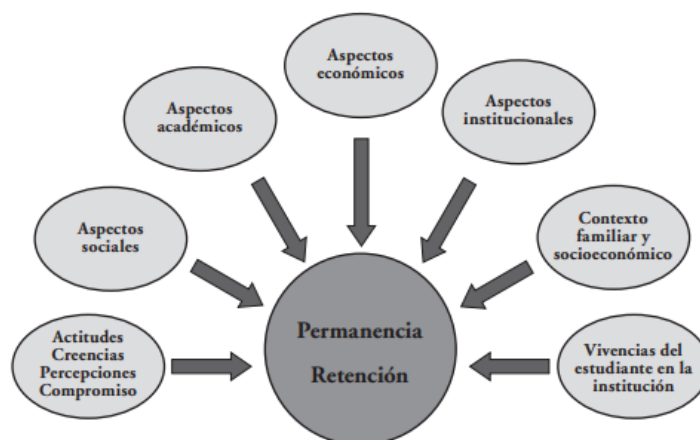 Aspectos
económicos
Aspectos
académicos
Aspectos
institucionales
Aspectos
sociales
Contexto
familiar y
socioeconómico
Permanencia
Retención
Actitudes
Creencias
Percepciones
Compromiso
Vivencias del
estudiante en la
institución